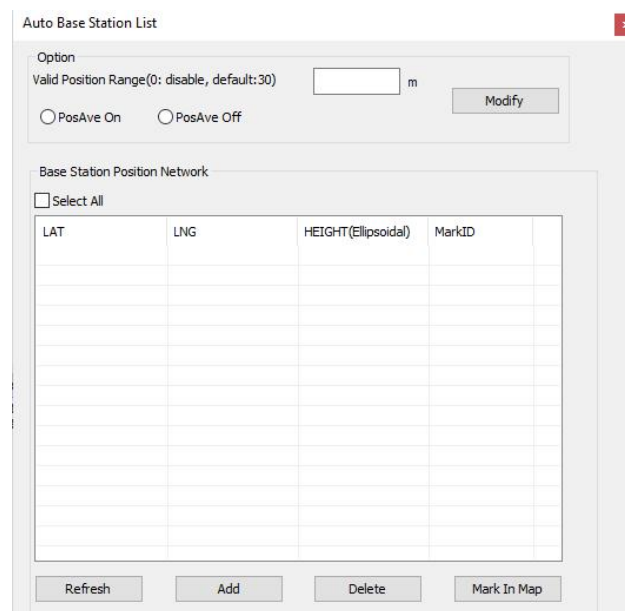 Auto Base Station List
Option
Valid Position Range(0: disable, default:30) m
Modify
PosAve On PosAve Off
Base Station Position Network
Select All
LAT LNG HEIGHT(Ellipsoidal) MarkID
Refresh Add Delete Mark In Map